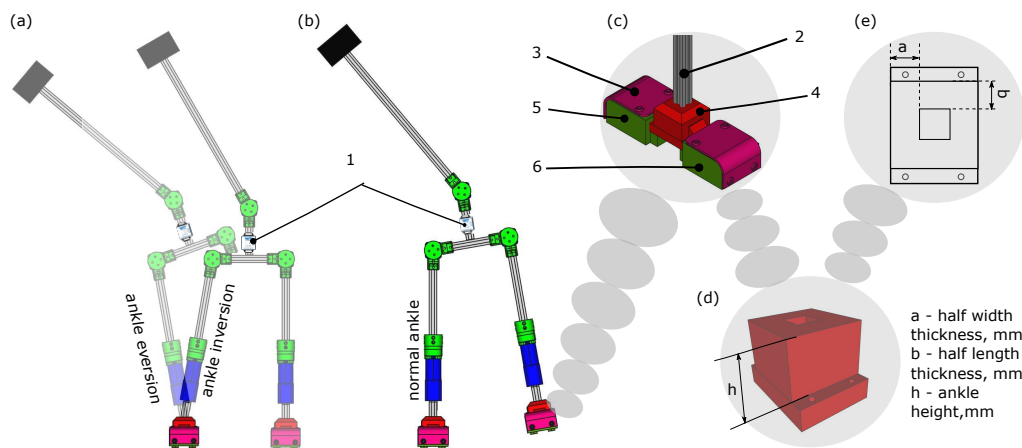 (a)
(b)
(c)
(e)
1
2
3
4
5
6
a
b
ankle eversion
ankle inversion
normal ankle
(d)
h
a - half width
thickness, mm
b - half length
thickness, mm
h - ankle
height,mm